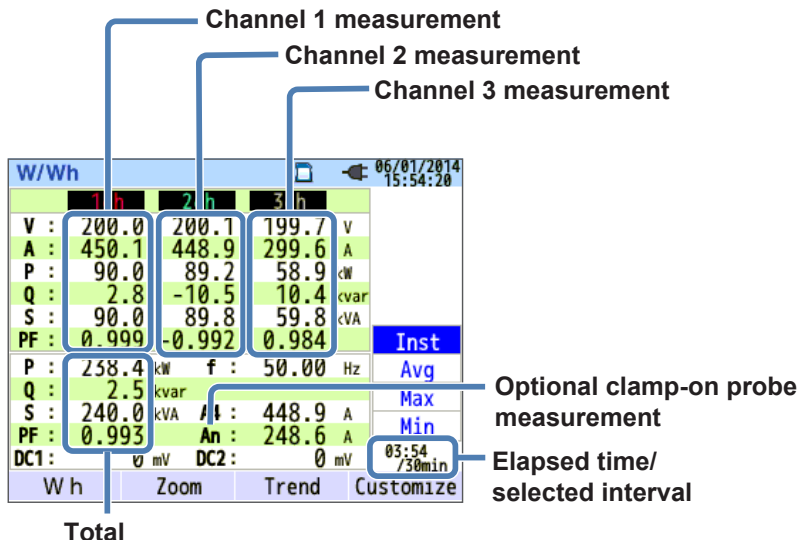 Channel 1 measurement
Channel 2 measurement
Channel 3 measurement
W/Wh 06/01/2014
15:54:20
1 h 2 h 3 h
V : 200.0 200.1 199.7 V
A : 450.1 448.9 299.6 A
P : 90.0 89.2 58.9 kW
Q : 2.8 -10.5 10.4 kvar
S : 90.0 89.8 59.8 kVA
PF : 0.999 -0.992 0.984 Inst
P : 238.4 kW f : 50.00 Hz Avg
Q : 2.5 kvar Max
S : 240.0 kVA A4 : 448.9 A
PF : 0.993 An : 248.6 A Min
DC1 : 0 mV DC2 : 0 mV 03:54
/30min
Wh Zoom Trend Customize
Optional clamp-on probe
measurement
Elapsed time/
selected interval
Total